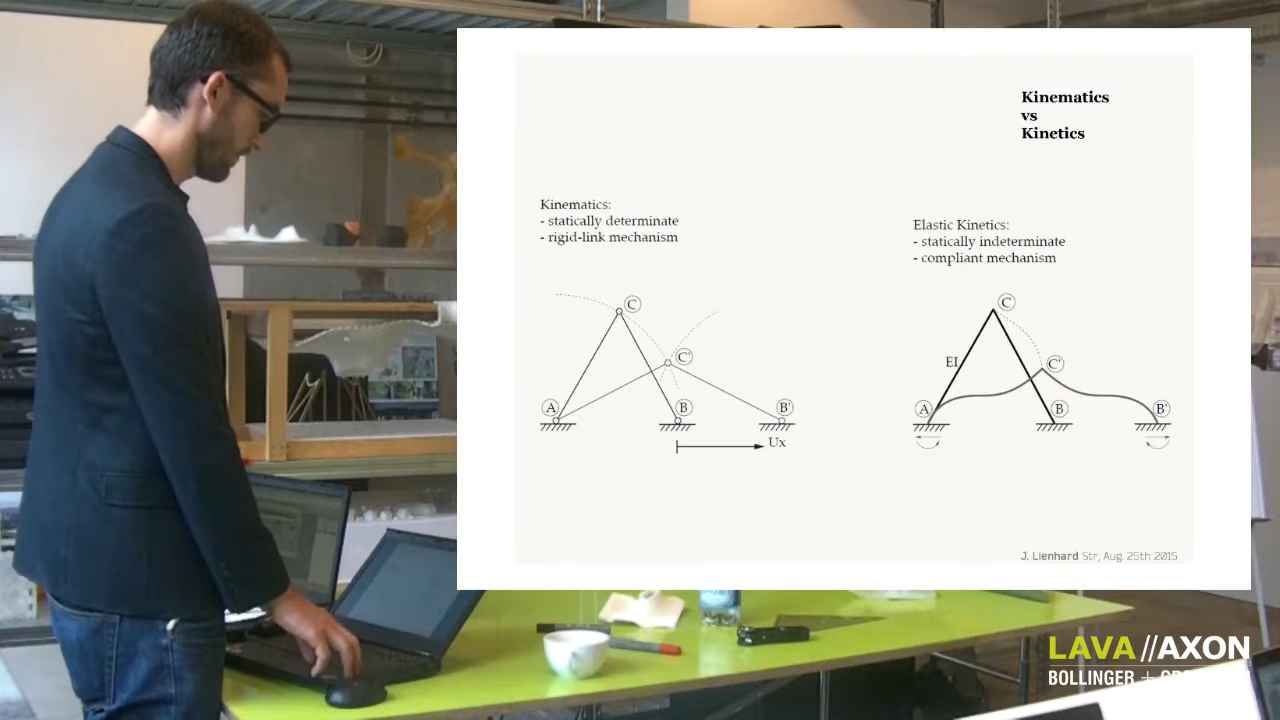 Kinematics
vs
Kinetics
Kinematics:
- statically determinate
- rigid-link mechanism
Elastic Kinetics:
- statically indeterminate
- compliant mechanism
C
C'
A
B
B'
Ux
C
EI
C'
A
B
B'
J. Lienhard Str, Aug. 25th 2015
LAVA //AXON
BOLLINGER +